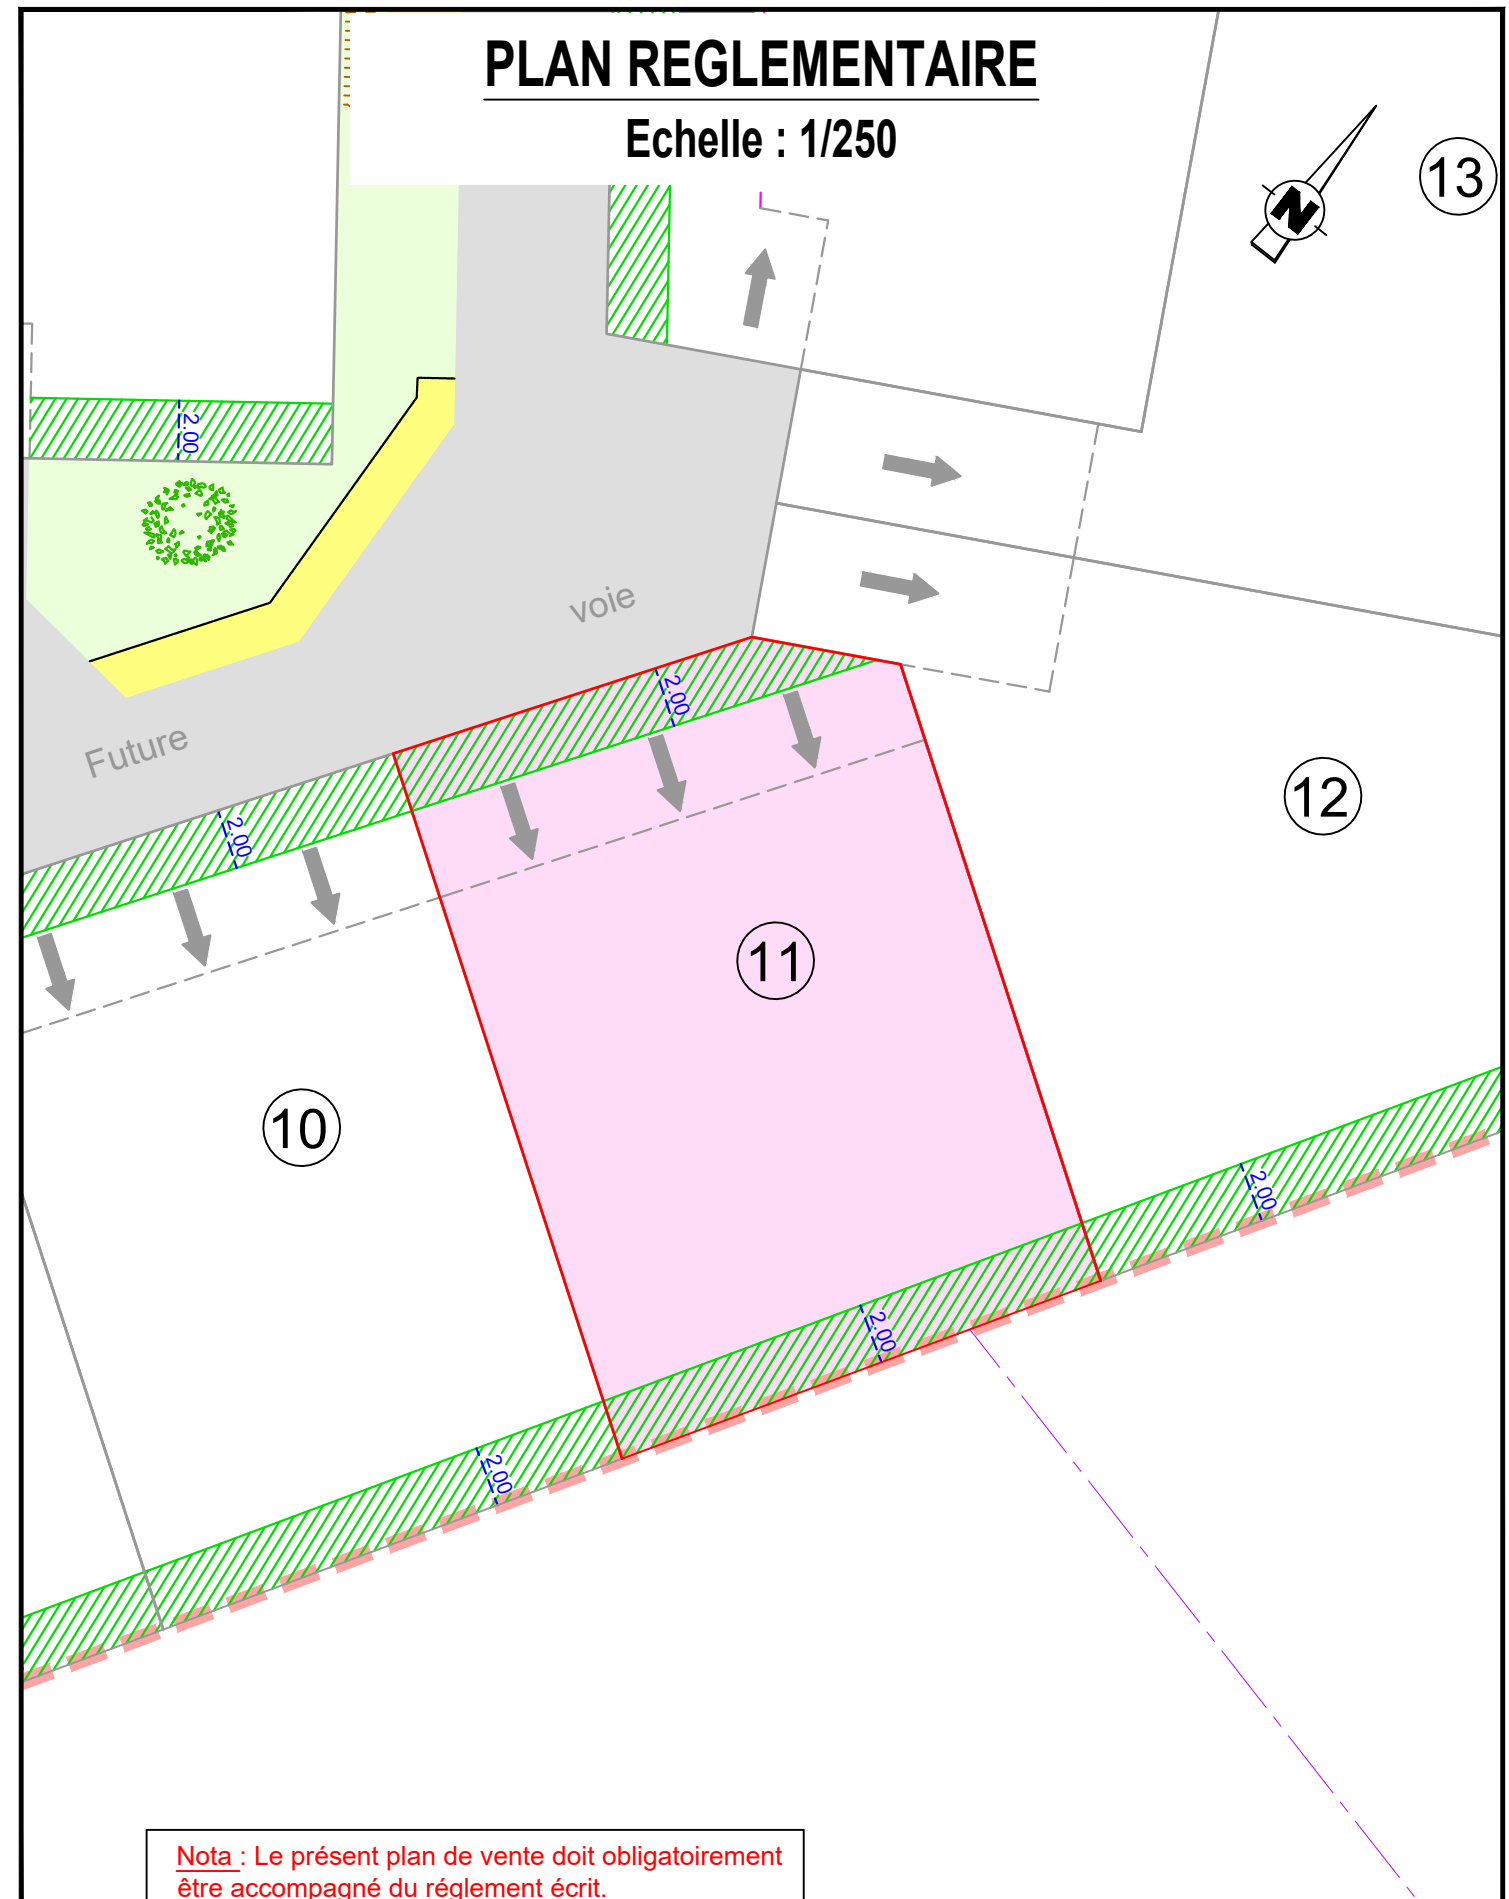 PLAN REGLEMENTAIRE
Echelle : 1/250
13
N
2.00
voie
2.00
Future
2.00
12
11
10
2.00
2.00
2.00
Nota : Le présent plan de vente doit obligatoirement
être accompagné du réglement écrit.